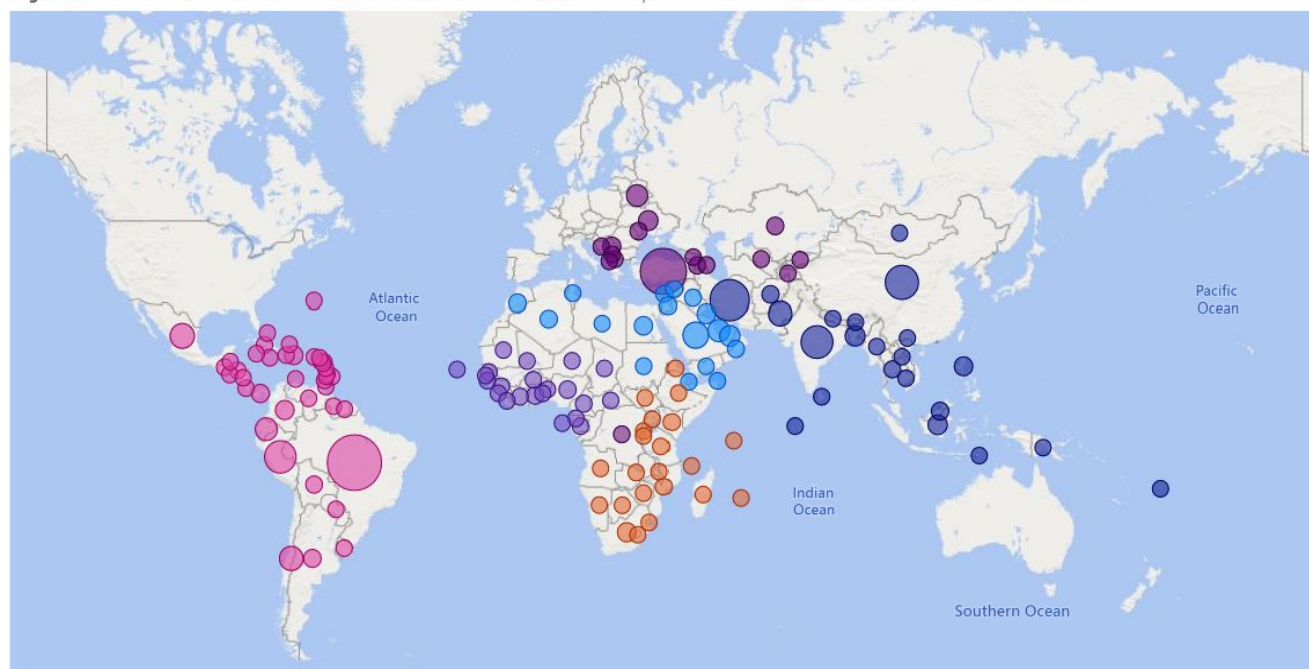 Atlantic
Ocean
Pacific
Ocean
Indian
Ocean
Southern Ocean